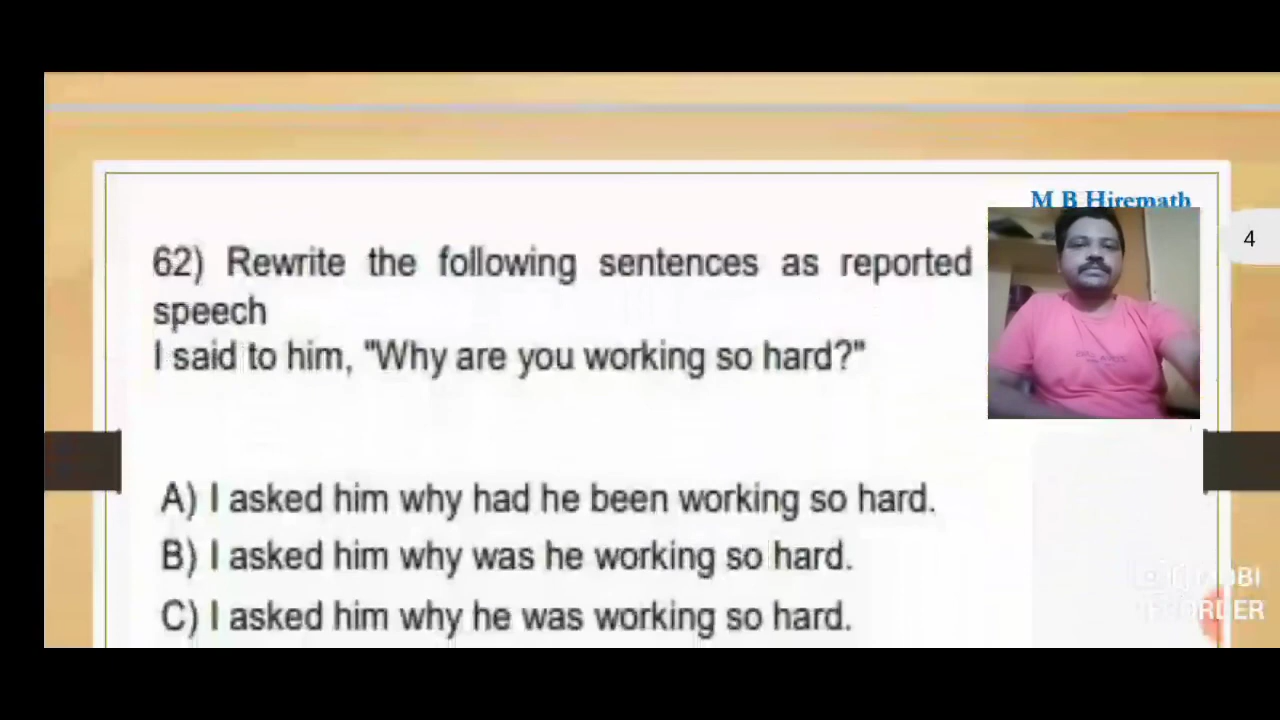 M B Hiremath
4
62) Rewrite the following sentences as reported
speech
I said to him, "Why are you working so hard?"
A) I asked him why had he been working so hard.
B) I asked him why was he working so hard.
C) I asked him why he was working so hard.